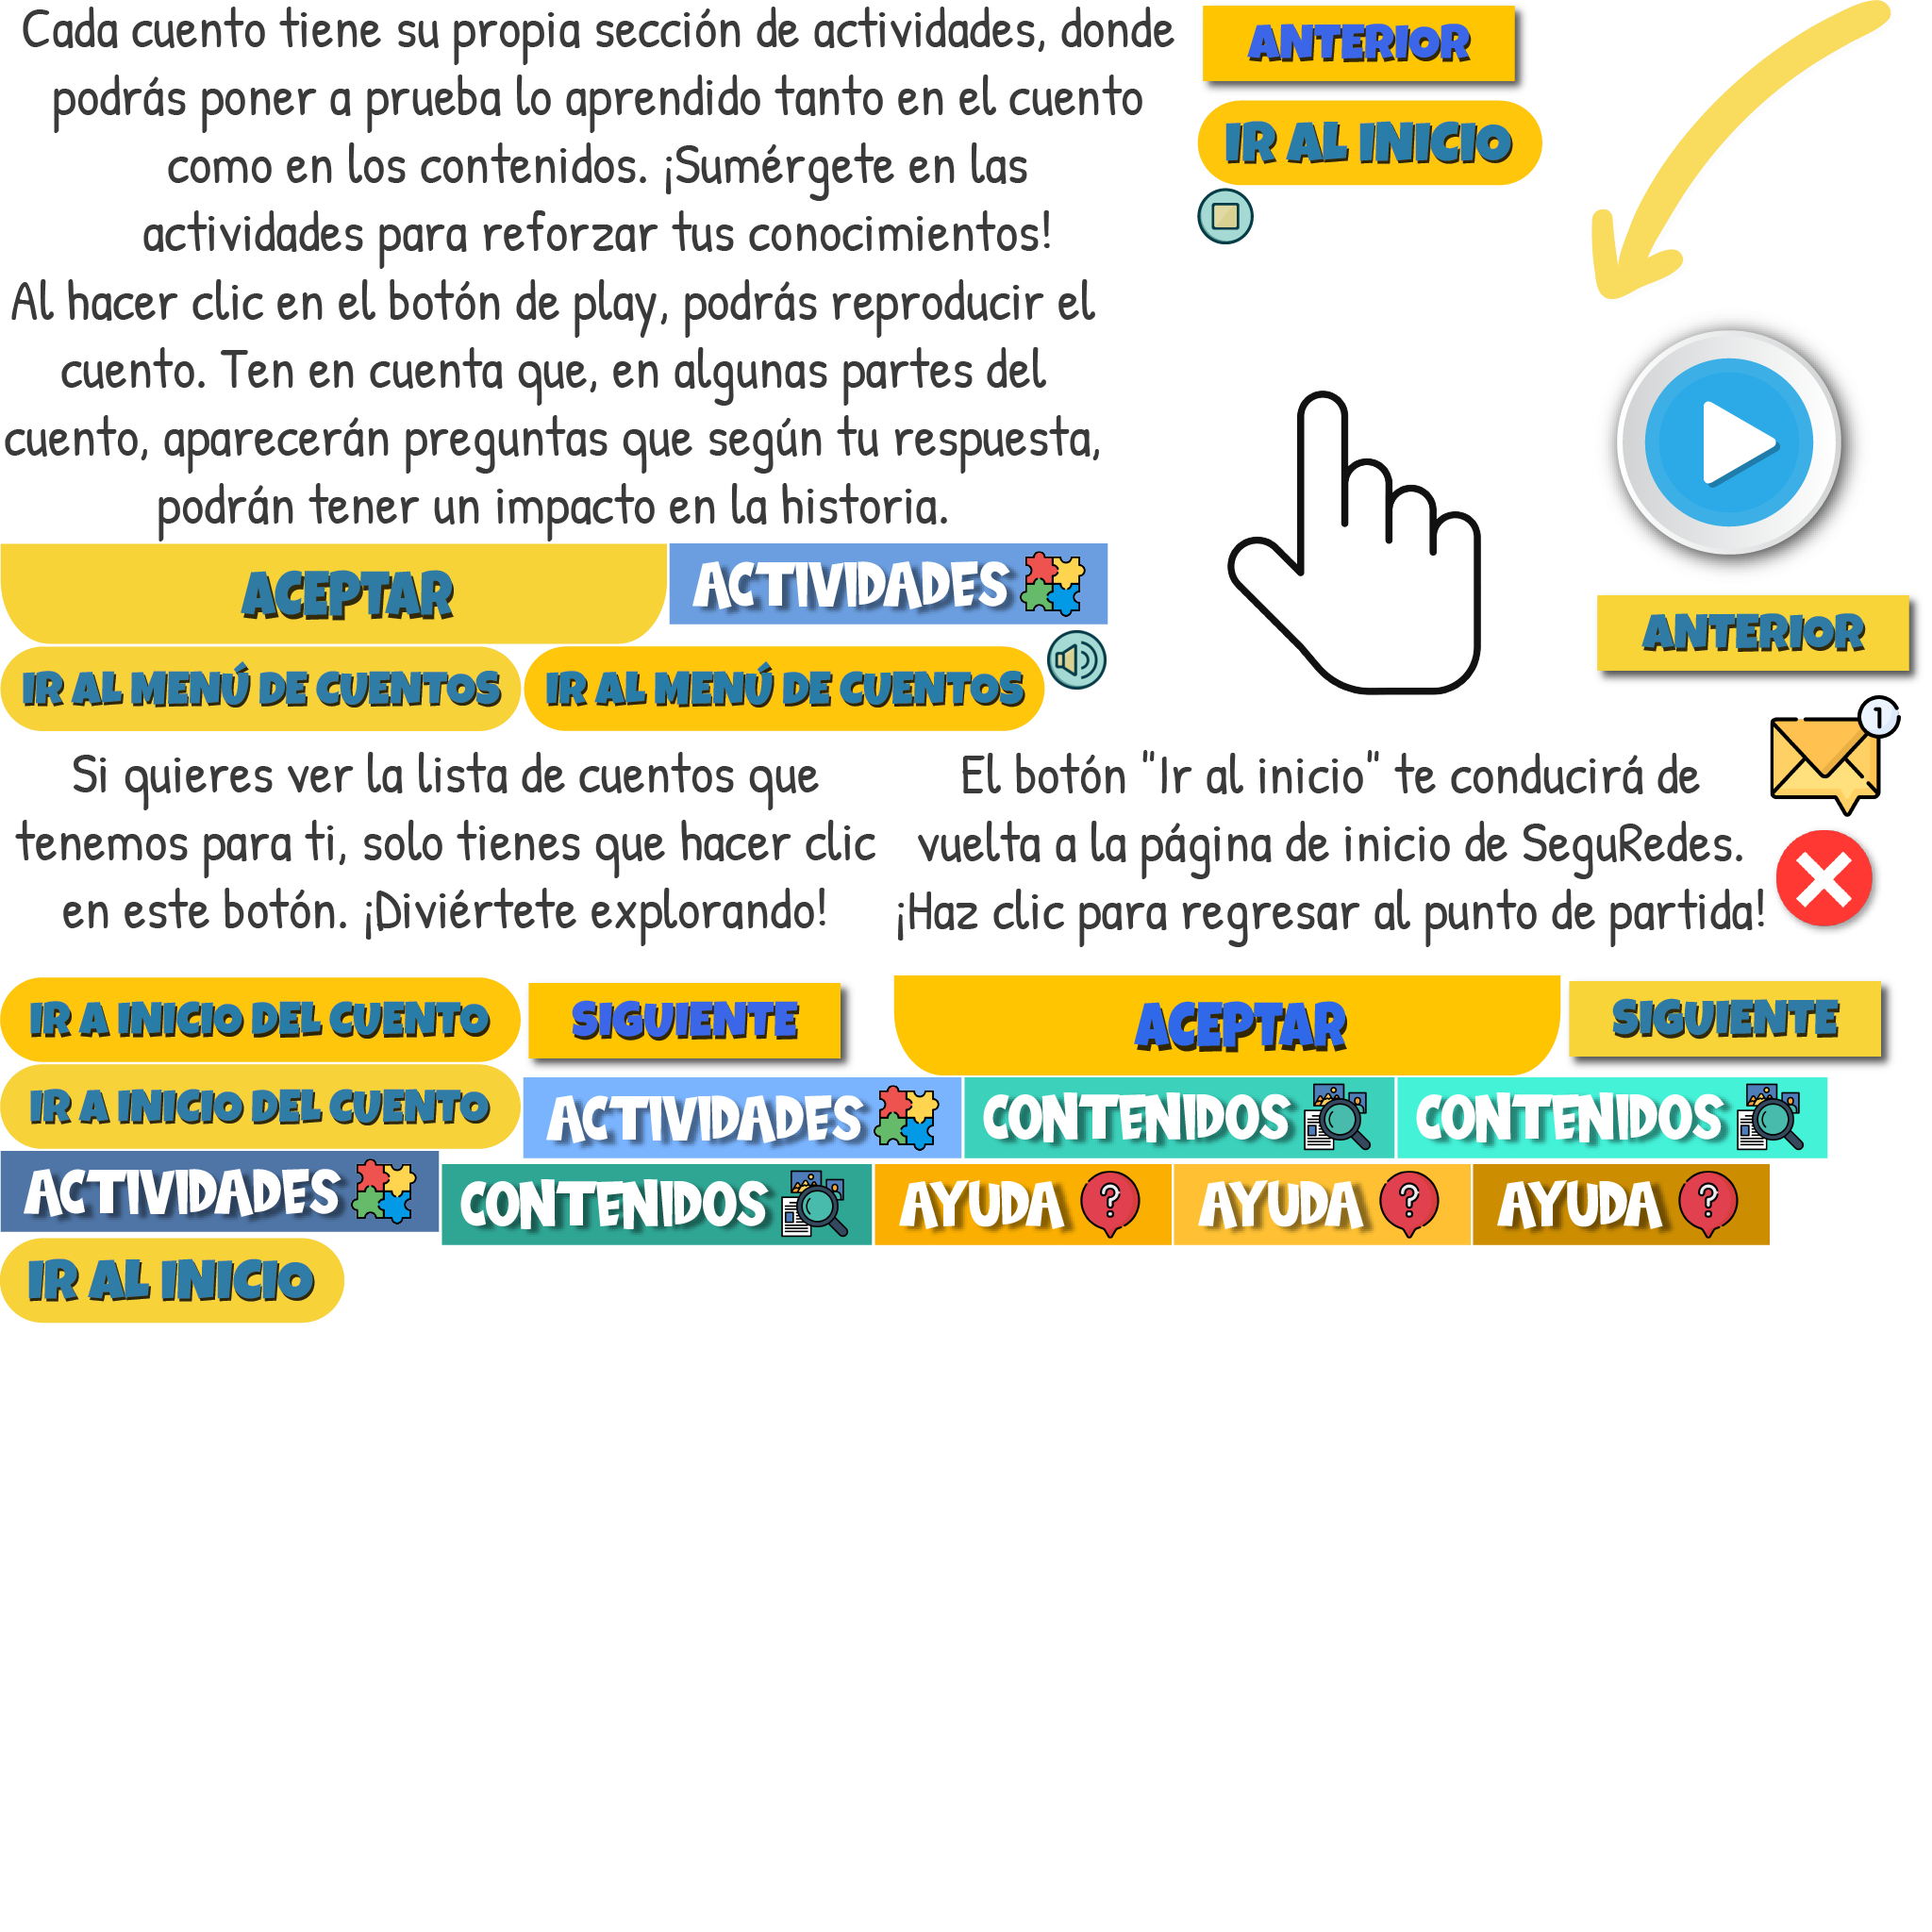 Cada cuento tiene su propia sección de actividades, donde
podrás poner a prueba lo aprendido tanto en el cuento
como en los contenidos. ¡Sumérgete en las
actividades para reforzar tus conocimientos!
ANTERIOR
IR AL INICIO
Al hacer clic en el botón de play, podrás reproducir el
cuento. Ten en cuenta que, en algunas partes del
cuento, aparecerán preguntas que según tu respuesta,
podrán tener un impacto en la historia.
ACEPTAR
ACTIVIDADES
ANTERIOR
IR AL MENÚ DE CUENTOS
IR AL MENÚ DE CUENTOS
1
Si quieres ver la lista de cuentos que
tenemos para ti, solo tienes que hacer clic
en este botón. ¡Diviértete explorando!
El botón "Ir al inicio" te conducirá de
vuelta a la página de inicio de SeguRedes.
¡Haz clic para regresar al punto de partida!
IR A INICIO DEL CUENTO
SIGUIENTE
ACEPTAR
SIGUIENTE
IR A INICIO DEL CUENTO
ACTIVIDADES
CONTENIDOS
CONTENIDOS
ACTIVIDADES
CONTENIDOS
AYUDA ?
AYUDA ?
AYUDA ?
IR AL INICIO